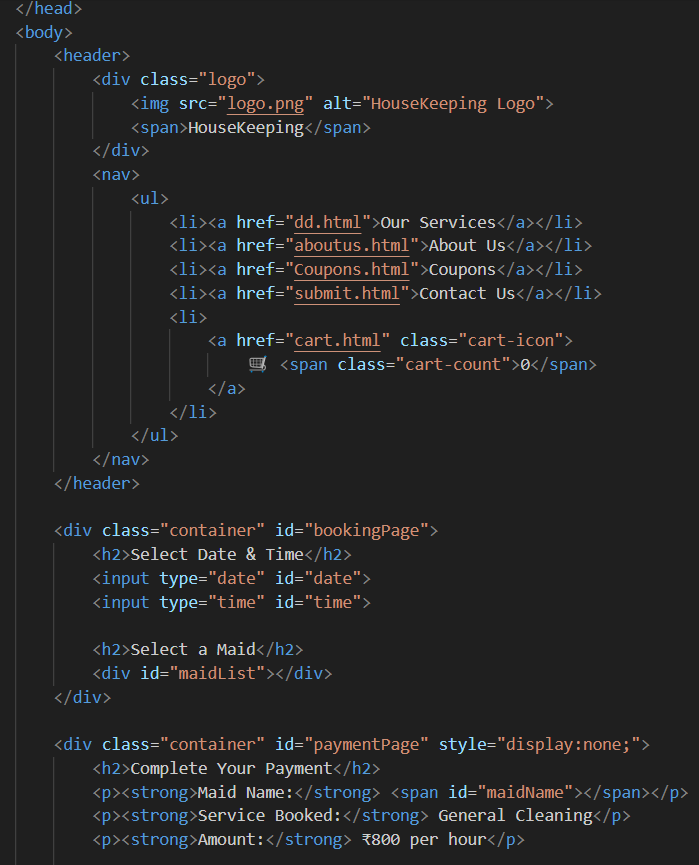 </head>
<body>
<header>
<div class="logo">
<img src="logo.png" alt="HouseKeeping Logo">
<span>HouseKeeping</span>
</div>
<nav>
<ul>
<li><a href="dd.html">Our Services</a></li>
<li><a href="aboutus.html">About Us</a></li>
<li><a href="Coupons.html">Coupons</a></li>
<li><a href="submit.html">Contact Us</a></li>
<li>
<a href="cart.html" class="cart-icon">
🛒 <span class="cart-count">0</span>
</a>
</li>
</ul>
</nav>
</header>
<div class="container" id="bookingPage">
<h2>Select Date & Time</h2>
<input type="date" id="date">
<input type="time" id="time">
<h2>Select a Maid</h2>
<div id="maidList"></div>
</div>
<div class="container" id="paymentPage" style="display:none;">
<h2>Complete Your Payment</h2>
<p><strong>Maid Name:</strong> <span id="maidName"></span></p>
<p><strong>Service Booked:</strong> General Cleaning</p>
<p><strong>Amount:</strong> ₹800 per hour</p>